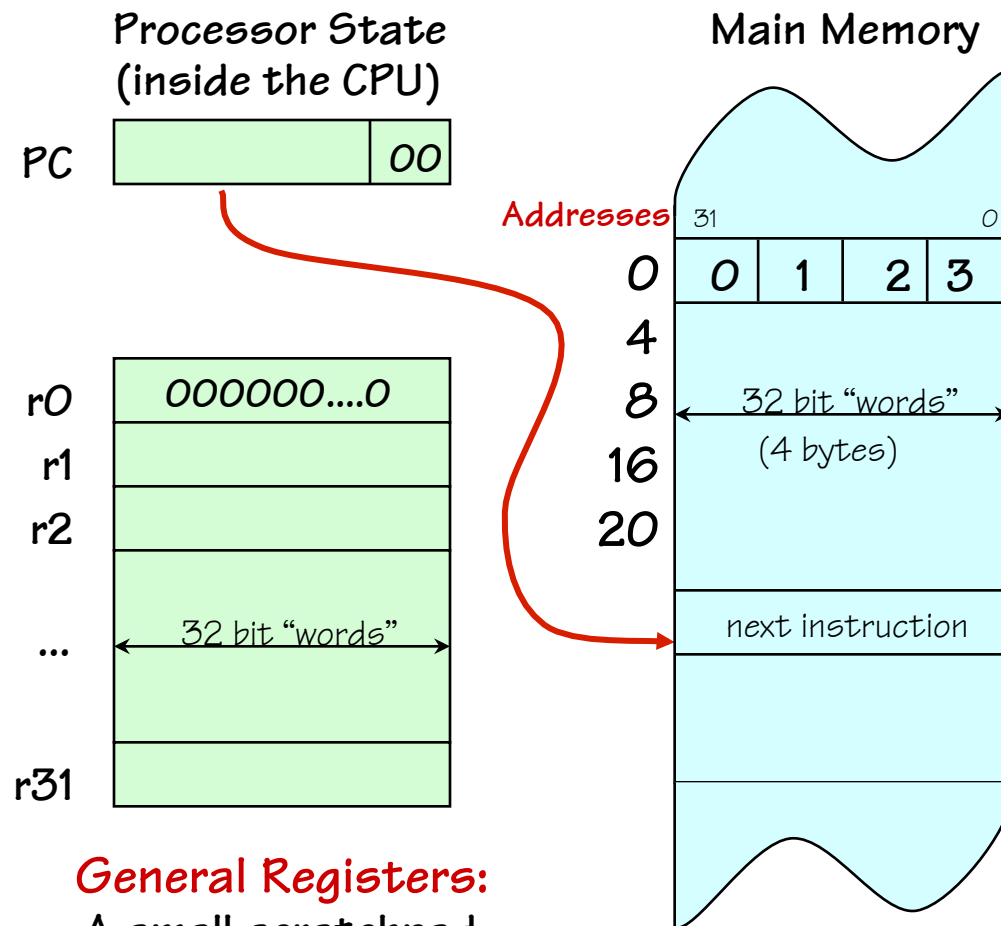 Processor State
(inside the CPU)
PC
00
r0
000000....0
r1
r2
...
32 bit “words”
r31
General Registers:
A small scratchpad
Main Memory
Addresses
31
0
0
0 1 2 3
4
8
32 bit “words”
(4 bytes)
16
20
next instruction